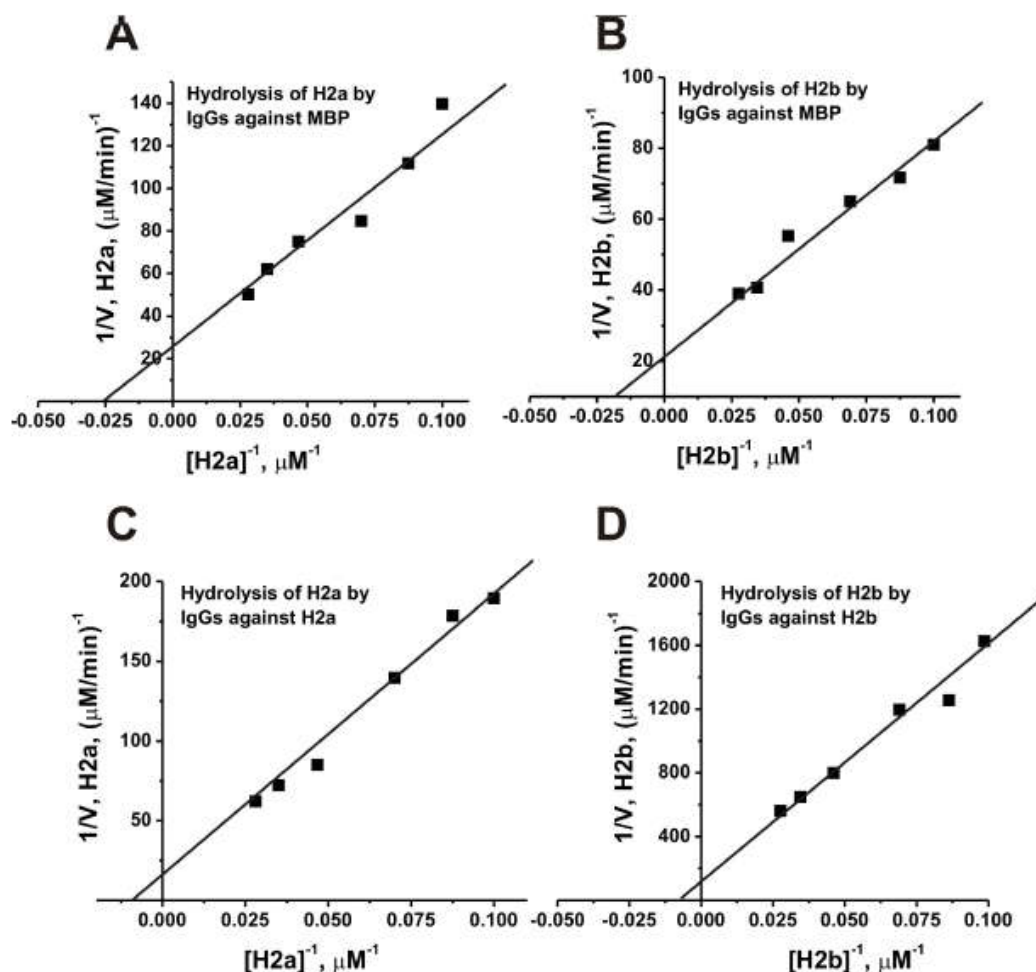 A
Hydrolysis of H2a by
IgGs against MBP
1/V, H2a, (μM/min)⁻¹
140
120
100
80
60
40
20
-0.050 -0.025 0.000 0.025 0.050 0.075 0.100
[H2a]⁻¹, μM⁻¹
B
Hydrolysis of H2b by
IgGs against MBP
1/V, H2b, (μM/min)⁻¹
100
80
60
40
20
-0.050 -0.025 0.000 0.025 0.050 0.075 0.100
[H2b]⁻¹, μM⁻¹
C
Hydrolysis of H2a by
IgGs against H2a
1/V, H2a, (μM/min)⁻¹
200
150
100
50
0.000 0.025 0.050 0.075 0.100
[H2a]⁻¹, μM⁻¹
D
Hydrolysis of H2b by
IgGs against H2b
1/V, H2b, (μM/min)⁻¹
2000
1600
1200
800
400
-0.050 -0.025 0.000 0.025 0.050 0.075 0.100
[H2b]⁻¹, μM⁻¹